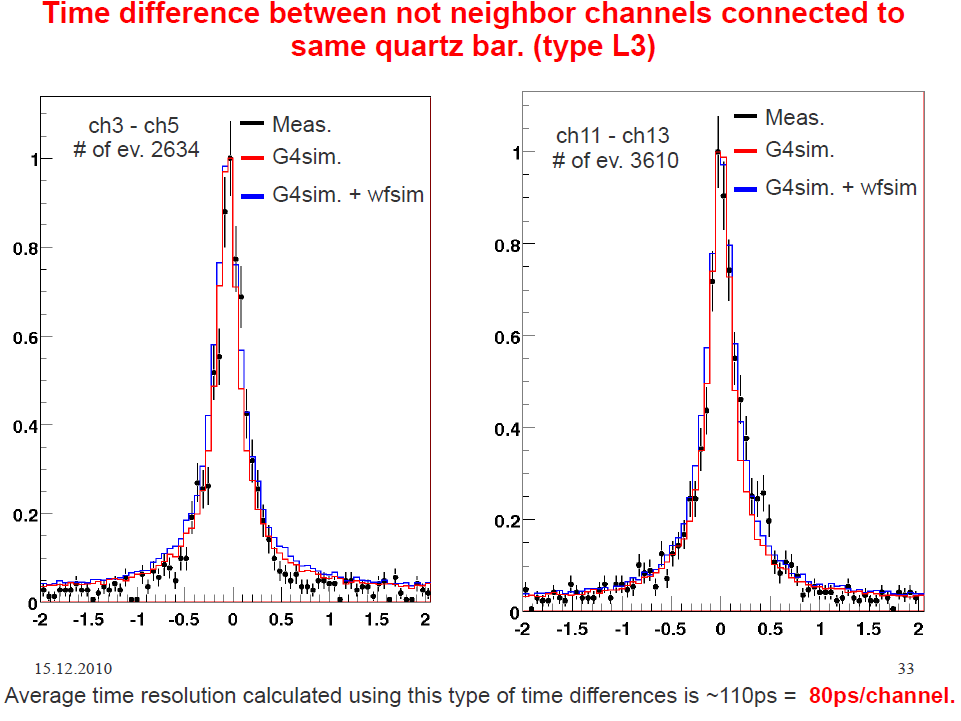 Time difference between not neighbor channels connected to
same quartz bar. (type L3)
ch3 - ch5
# of ev. 2634
Meas.
G4sim.
G4sim. + wfsim
1
0.8
0.6
0.4
0.2
0
-2 -1.5 -1 -0.5 0 0.5 1 1.5 2
ch11 - ch13
# of ev. 3610
Meas.
G4sim.
G4sim. + wfsim
1
0.8
0.6
0.4
0.2
0
-2 -1.5 -1 -0.5 0 0.5 1 1.5 2
15.12.2010
33
Average time resolution calculated using this type of time differences is ~110ps = 80ps/channel.